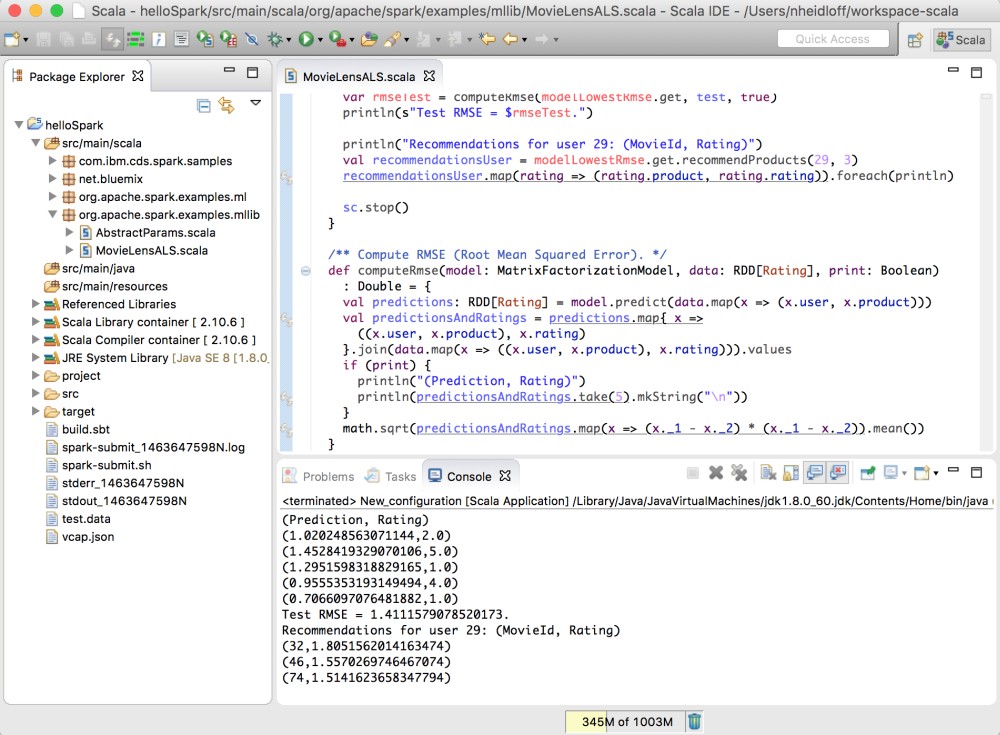 Scala - helloSpark/src/main/scala/org/apache/spark/examples/mllib/MovieLensALS.scala - Scala IDE - /Users/nheidloff/workspace-scala
Quick Access
Scala
Package Explorer
helloSpark
src/main/scala
com.ibm.cds.spark.samples
net.bluemix
org.apache.spark.examples.ml
org.apache.spark.examples.mllib
AbstractParams.scala
MovieLensALS.scala
src/main/java
src/main/resources
Referenced Libraries
Scala Library container [ 2.10.6 ]
Scala Compiler container [ 2.10.6 ]
JRE System Library [Java SE 8 [1.8.0_
project
src
target
build.sbt
spark-submit_1463647598N.log
spark-submit.sh
stderr_1463647598N
stdout_1463647598N
test.data
vcap.json
MovieLensALS.scala
var rmseTest = computeRmse(modelLowestRmse.get, test, true)
println(s"Test RMSE = $rmseTest.")
println("Recommendations for user 29: (MovieId, Rating)")
val recommendationsUser = modelLowestRmse.get.recommendProducts(29, 3)
recommendationsUser.map(rating => (rating.product, rating.rating)).foreach(println)
sc.stop()
}
/** Compute RMSE (Root Mean Squared Error). */
def computeRmse(model: MatrixFactorizationModel, data: RDD[Rating], print: Boolean)
: Double = {
val predictions: RDD[Rating] = model.predict(data.map(x => (x.user, x.product)))
val predictionsAndRatings = predictions.map{ x =>
((x.user, x.product), x.rating)
}.join(data.map(x => ((x.user, x.product), x.rating))).values
if (print) {
println("(Prediction, Rating)")
println(predictionsAndRatings.take(5).mkString("\n"))
}
math.sqrt(predictionsAndRatings.map(x => (x._1 - x._2) * (x._1 - x._2)).mean())
}
Problems Tasks Console
<terminated> New_configuration [Scala Application] /Library/Java/JavaVirtualMachines/jdk1.8.0_60.jdk/Contents/Home/bin/java
(Prediction, Rating)
(1.020248563071144,2.0)
(1.4528419329070106,5.0)
(1.2951598318829165,1.0)
(0.9555353193149494,4.0)
(0.7066097076481882,1.0)
Test RMSE = 1.4111579078520173.
Recommendations for user 29: (MovieId, Rating)
(32,1.8051562014163474)
(46,1.5570269746467074)
(74,1.5141623658347794)
345M of 1003M